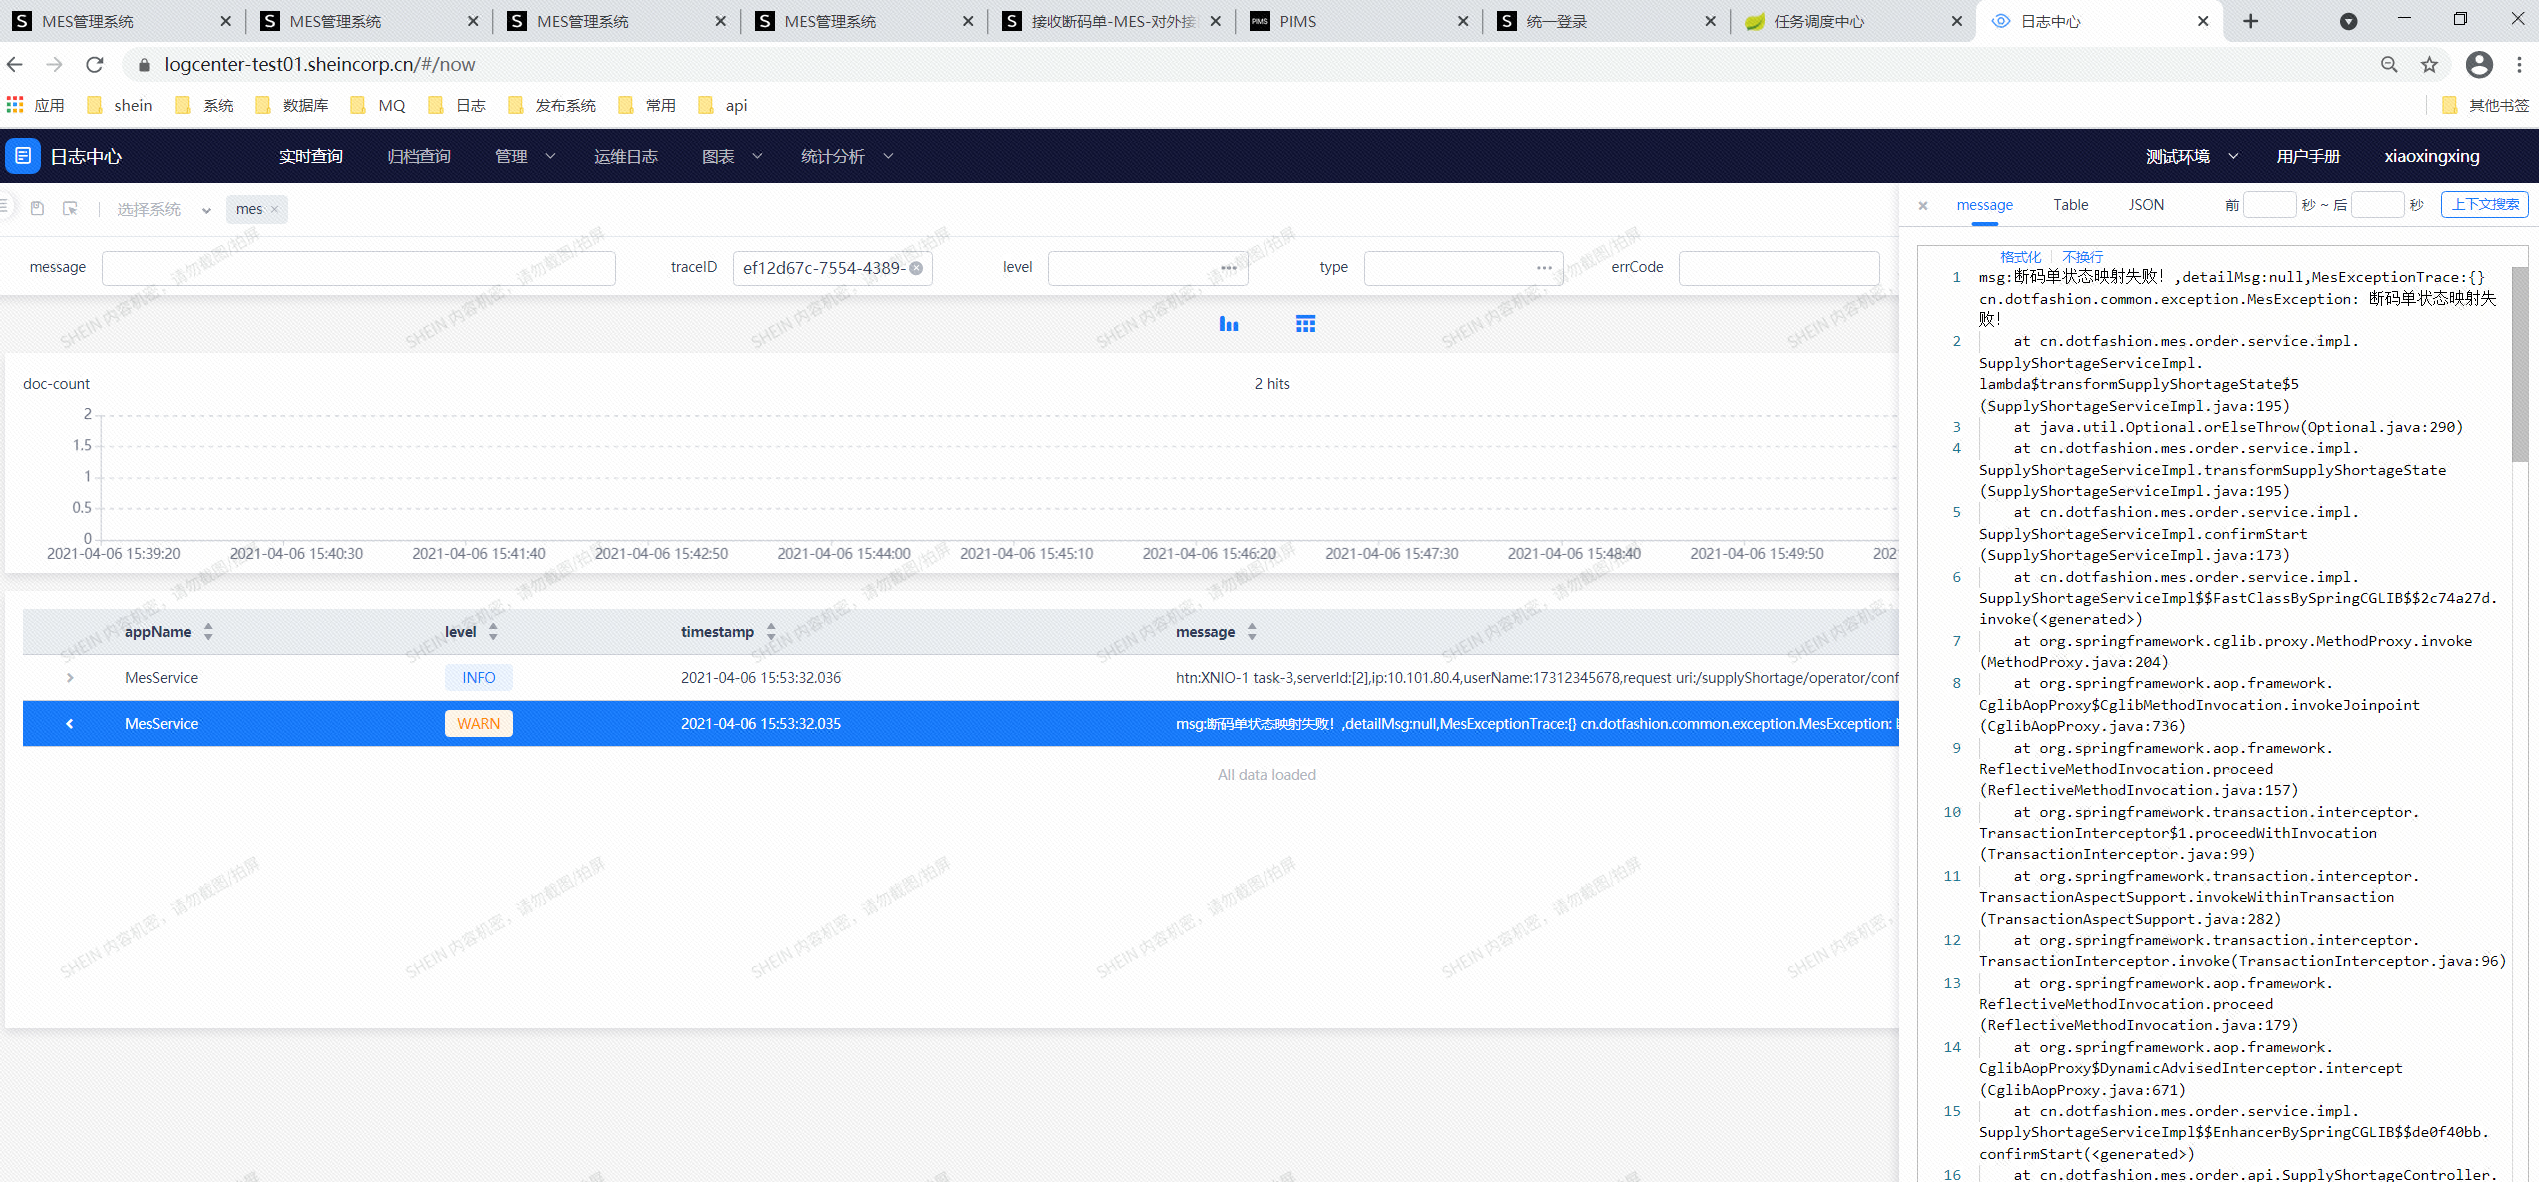 MES管理系统
MES管理系统
MES管理系统
MES管理系统
接收断码单-MES-对外接
PIMS
统一登录
任务调度中心
日志中心
logcenter-test01.sheincorp.cn/#/now
应用
shein
系统
数据库
MQ
日志
发布系统
常用
api
其他书签
日志中心
实时查询
归档查询
管理
运维日志
图表
统计分析
测试环境
用户手册
xiaoxingxing
选择系统
mes
message
traceID
ef12d67c-7554-4389-
level
type
errCode
doc-count
2 hits
2
1.5
1
0.5
0
2021-04-06 15:39:20
2021-04-06 15:40:30
2021-04-06 15:41:40
2021-04-06 15:42:50
2021-04-06 15:44:00
2021-04-06 15:45:10
2021-04-06 15:46:20
2021-04-06 15:47:30
2021-04-06 15:48:40
2021-04-06 15:49:50
202
appName
level
timestamp
message
MesService
INFO
2021-04-06 15:53:32.036
htn:XNIO-1 task-3,serverId:[2],ip:10.101.80.4,userName:17312345678,request uri:/supplyShortage/operator/conf
MesService
WARN
2021-04-06 15:53:32.035
msg:断码单状态映射失败！,detailMsg:null,MesExceptionTrace:{} cn.dotfashion.common.exception.MesException:
All data loaded
message
Table
JSON
前
秒 ~ 后
秒
上下文搜索
格式化
不换行
1 msg:断码单状态映射失败！,detailMsg:null,MesExceptionTrace:{}
cn.dotfashion.common.exception.MesException: 断码单状态映射失
败！
2 at cn.dotfashion.mes.order.service.impl.
SupplyShortageServiceImpl.
lambda$transformSupplyShortageState$5
(SupplyShortageServiceImpl.java:195)
3 at java.util.Optional.orElseThrow(Optional.java:290)
4 at cn.dotfashion.mes.order.service.impl.
SupplyShortageServiceImpl.transformSupplyShortageState
(SupplyShortageServiceImpl.java:195)
5 at cn.dotfashion.mes.order.service.impl.
SupplyShortageServiceImpl.confirmStart
(SupplyShortageServiceImpl.java:173)
6 at cn.dotfashion.mes.order.service.impl.
SupplyShortageServiceImpl$$FastClassBySpringCGLIB$$2c74a27d.
invoke(<generated>)
7 at org.springframework.cglib.proxy.MethodProxy.invoke
(MethodProxy.java:204)
8 at org.springframework.aop.framework.
CglibAopProxy$CglibMethodInvocation.invokeJoinpoint
(CglibAopProxy.java:736)
9 at org.springframework.aop.framework.
ReflectiveMethodInvocation.proceed
(ReflectiveMethodInvocation.java:157)
10 at org.springframework.transaction.interceptor.
TransactionInterceptor$1.proceedWithInvocation
(TransactionInterceptor.java:99)
11 at org.springframework.transaction.interceptor.
TransactionAspectSupport.invokeWithinTransaction
(TransactionAspectSupport.java:282)
12 at org.springframework.transaction.interceptor.
TransactionInterceptor.invoke(TransactionInterceptor.java:96)
13 at org.springframework.aop.framework.
ReflectiveMethodInvocation.proceed
(ReflectiveMethodInvocation.java:179)
14 at org.springframework.aop.framework.
CglibAopProxy$DynamicAdvisedInterceptor.intercept
(CglibAopProxy.java:671)
15 at cn.dotfashion.mes.order.service.impl.
SupplyShortageServiceImpl$$EnhancerBySpringCGLIB$$de0f40bb.
confirmStart(<generated>)
16 at cn.dotfashion.mes.order.api.SupplyShortageController.
SHEIN 内容机密，请勿截图/拍屏